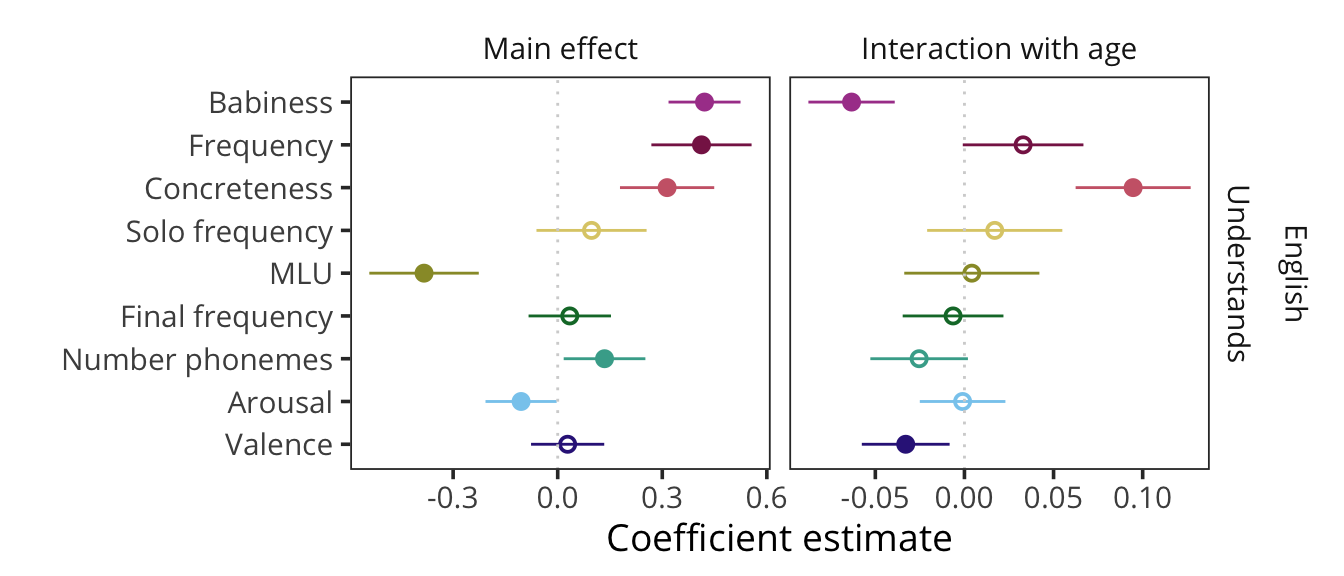 Main effect
Interaction with age
Babiness
Frequency
Concreteness
Solo frequency
MLU
Final frequency
Number phonemes
Arousal
Valence
-0.3 0.0 0.3 0.6
-0.05 0.00 0.05 0.10
Coefficient estimate
Understands
English